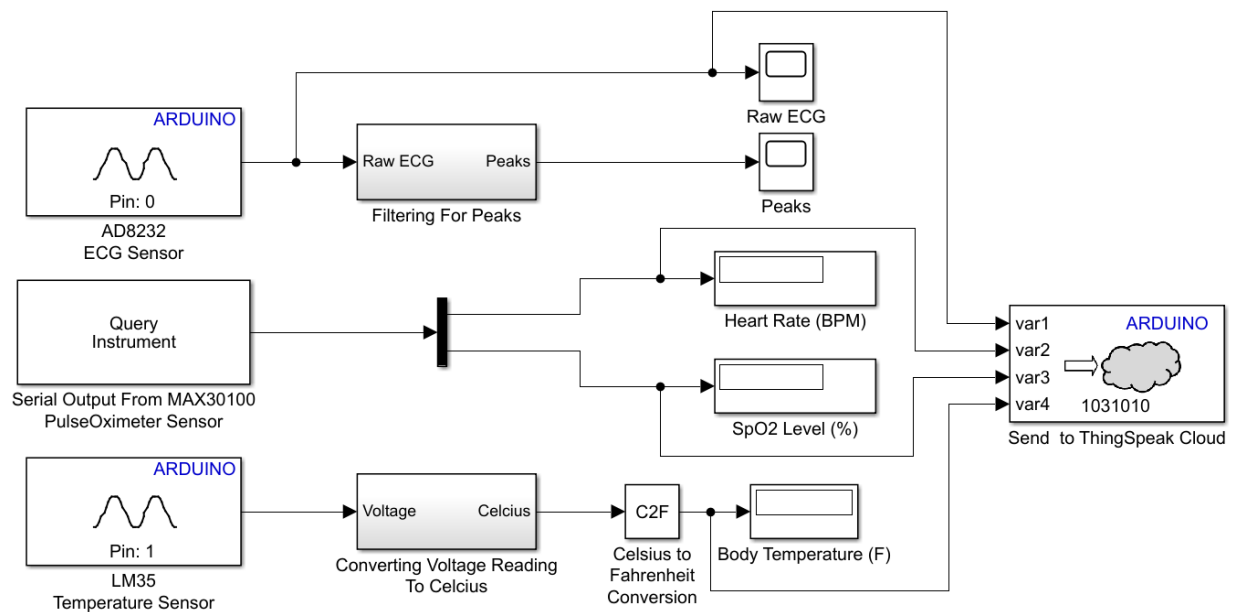 ARDUINO
Pin: 0
AD8232
ECG Sensor
Raw ECG
Peaks
Filtering For Peaks
Raw ECG
Peaks
Query
Instrument
Serial Output From MAX30100
PulseOximeter Sensor
Heart Rate (BPM)
SpO2 Level (%)
ARDUINO
Pin: 1
LM35
Temperature Sensor
Voltage
Celcius
Converting Voltage Reading
To Celcius
C2F
Celsius to
Fahrenheit
Conversion
Body Temperature (F)
var1
var2
var3
var4
ARDUINO
1031010
Send to ThingSpeak Cloud